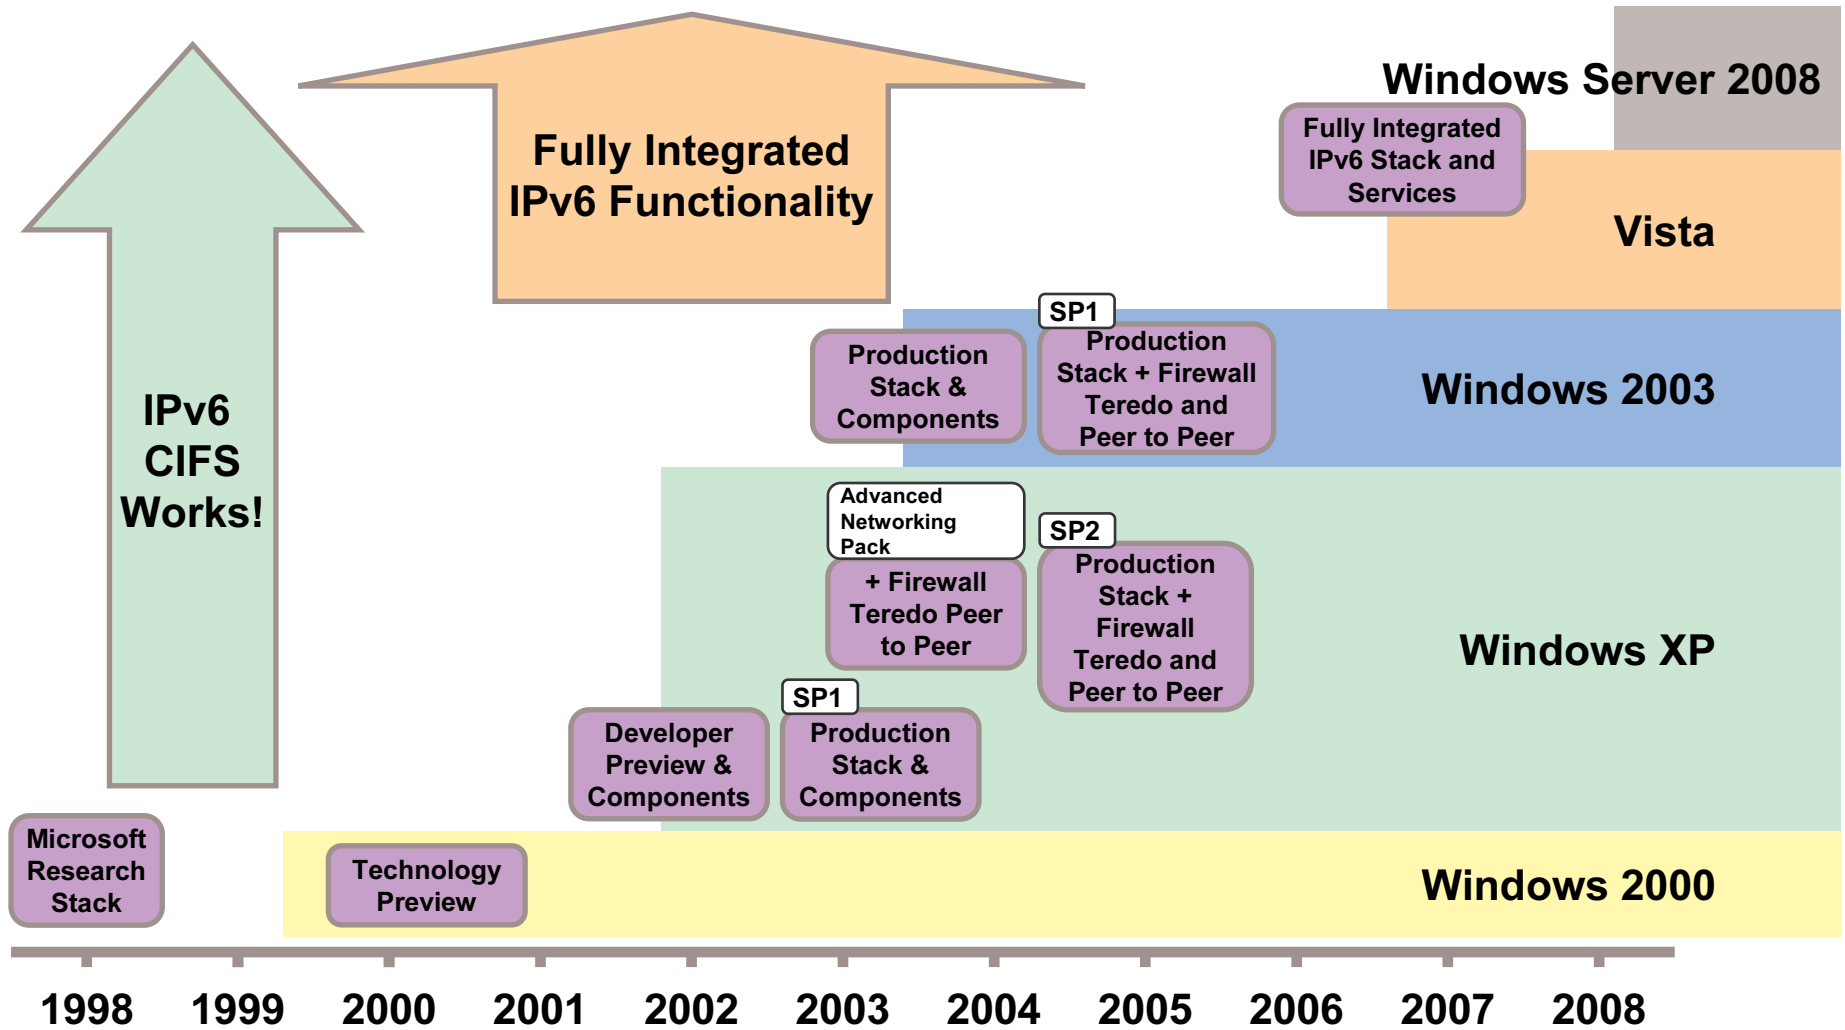 Windows Server 2008
Fully Integrated
IPv6 Stack and
Services
Fully Integrated
IPv6 Functionality
Vista
SP1
Production
Stack &
Components
Production
Stack + Firewall
Teredo and
Peer to Peer
Windows 2003
IPv6
CIFS
Works!
Advanced
Networking
Pack
+ Firewall
Teredo Peer
to Peer
SP2
Production
Stack +
Firewall
Teredo and
Peer to Peer
Windows XP
Developer
Preview &
Components
SP1
Production
Stack &
Components
Microsoft
Research
Stack
Technology
Preview
Windows 2000
1998 1999 2000 2001 2002 2003 2004 2005 2006 2007 2008